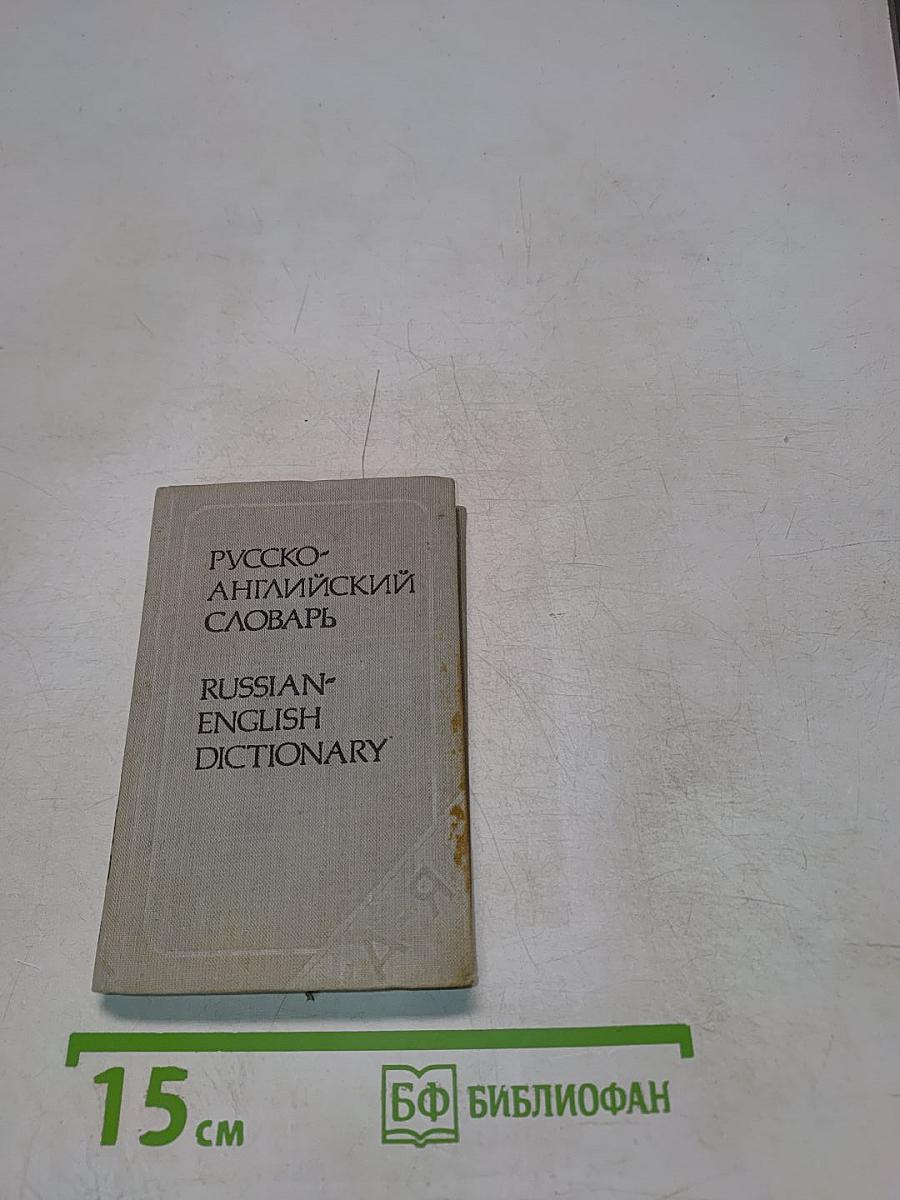 РУССКО-
АНГЛИЙСКИЙ
СЛОВАРЬ
RUSSIAN-
ENGLISH
DICTIONARY
А-Я
15 см
БФ БИБЛИОФАН